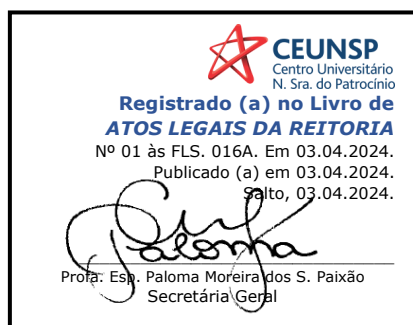 CEUNSP
Centro Universitário
N. Sra. do Patrocínio
Registrado (a) no Livro de
ATOS LEGAIS DA REITORIA
Nº 01 às FLS. 016A. Em 03.04.2024.
Publicado (a) em 03.04.2024.
Salto, 03.04.2024.
Paloma
Profa. Esp. Paloma Moreira dos S. Paixão
Secretária Geral